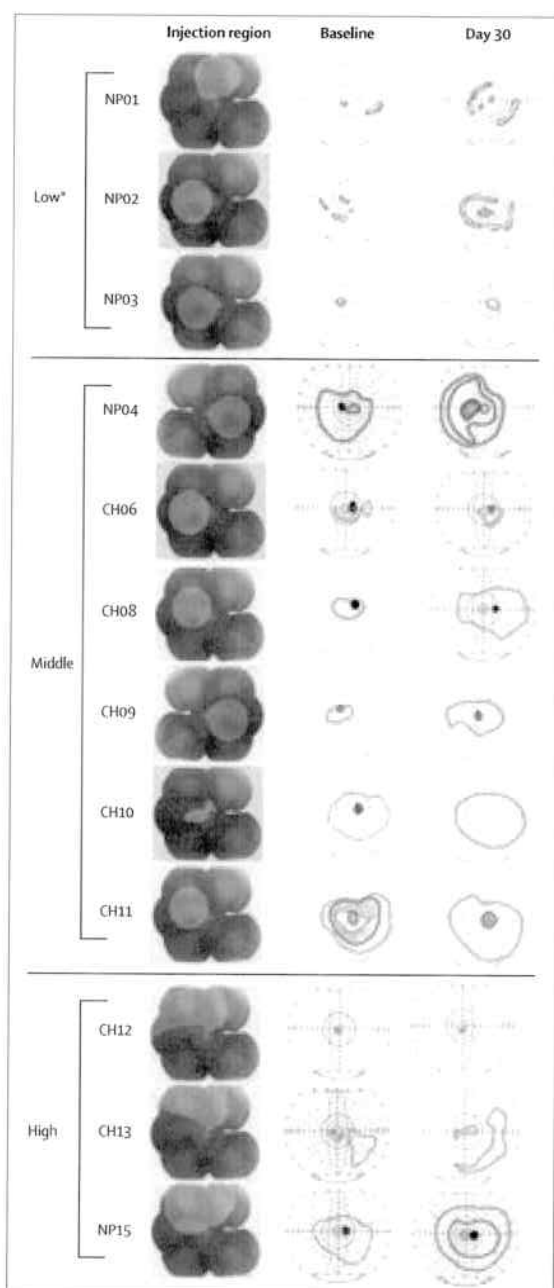 Injection region Baseline Day 30
NP01
Low* NP02
NP03
NP04
CH06
CH08
Middle
CH09
CH10
CH11
CH12
High CH13
NP15